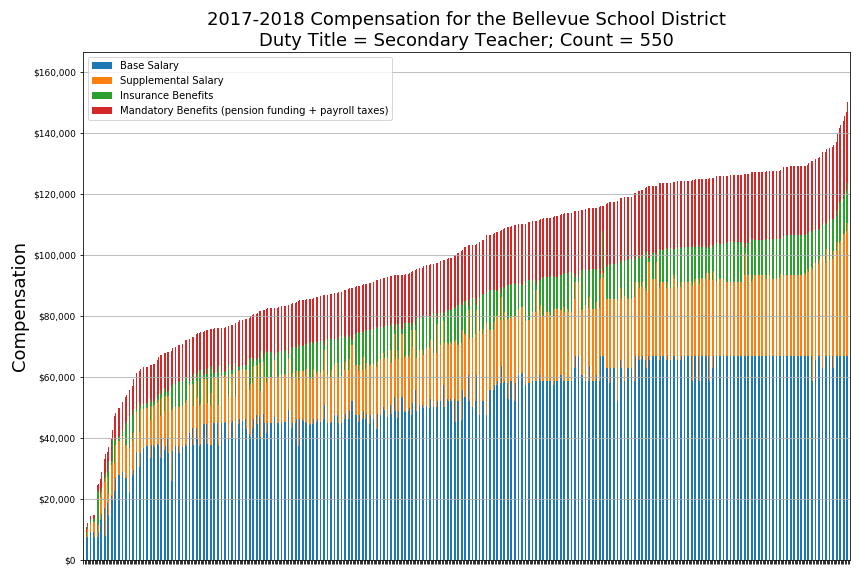 2017-2018 Compensation for the Bellevue School District
Duty Title = Secondary Teacher; Count = 550
Base Salary
Supplemental Salary
Insurance Benefits
Mandatory Benefits (pension funding + payroll taxes)
Compensation
$160,000
$140,000
$120,000
$100,000
$80,000
$60,000
$40,000
$20,000
$0